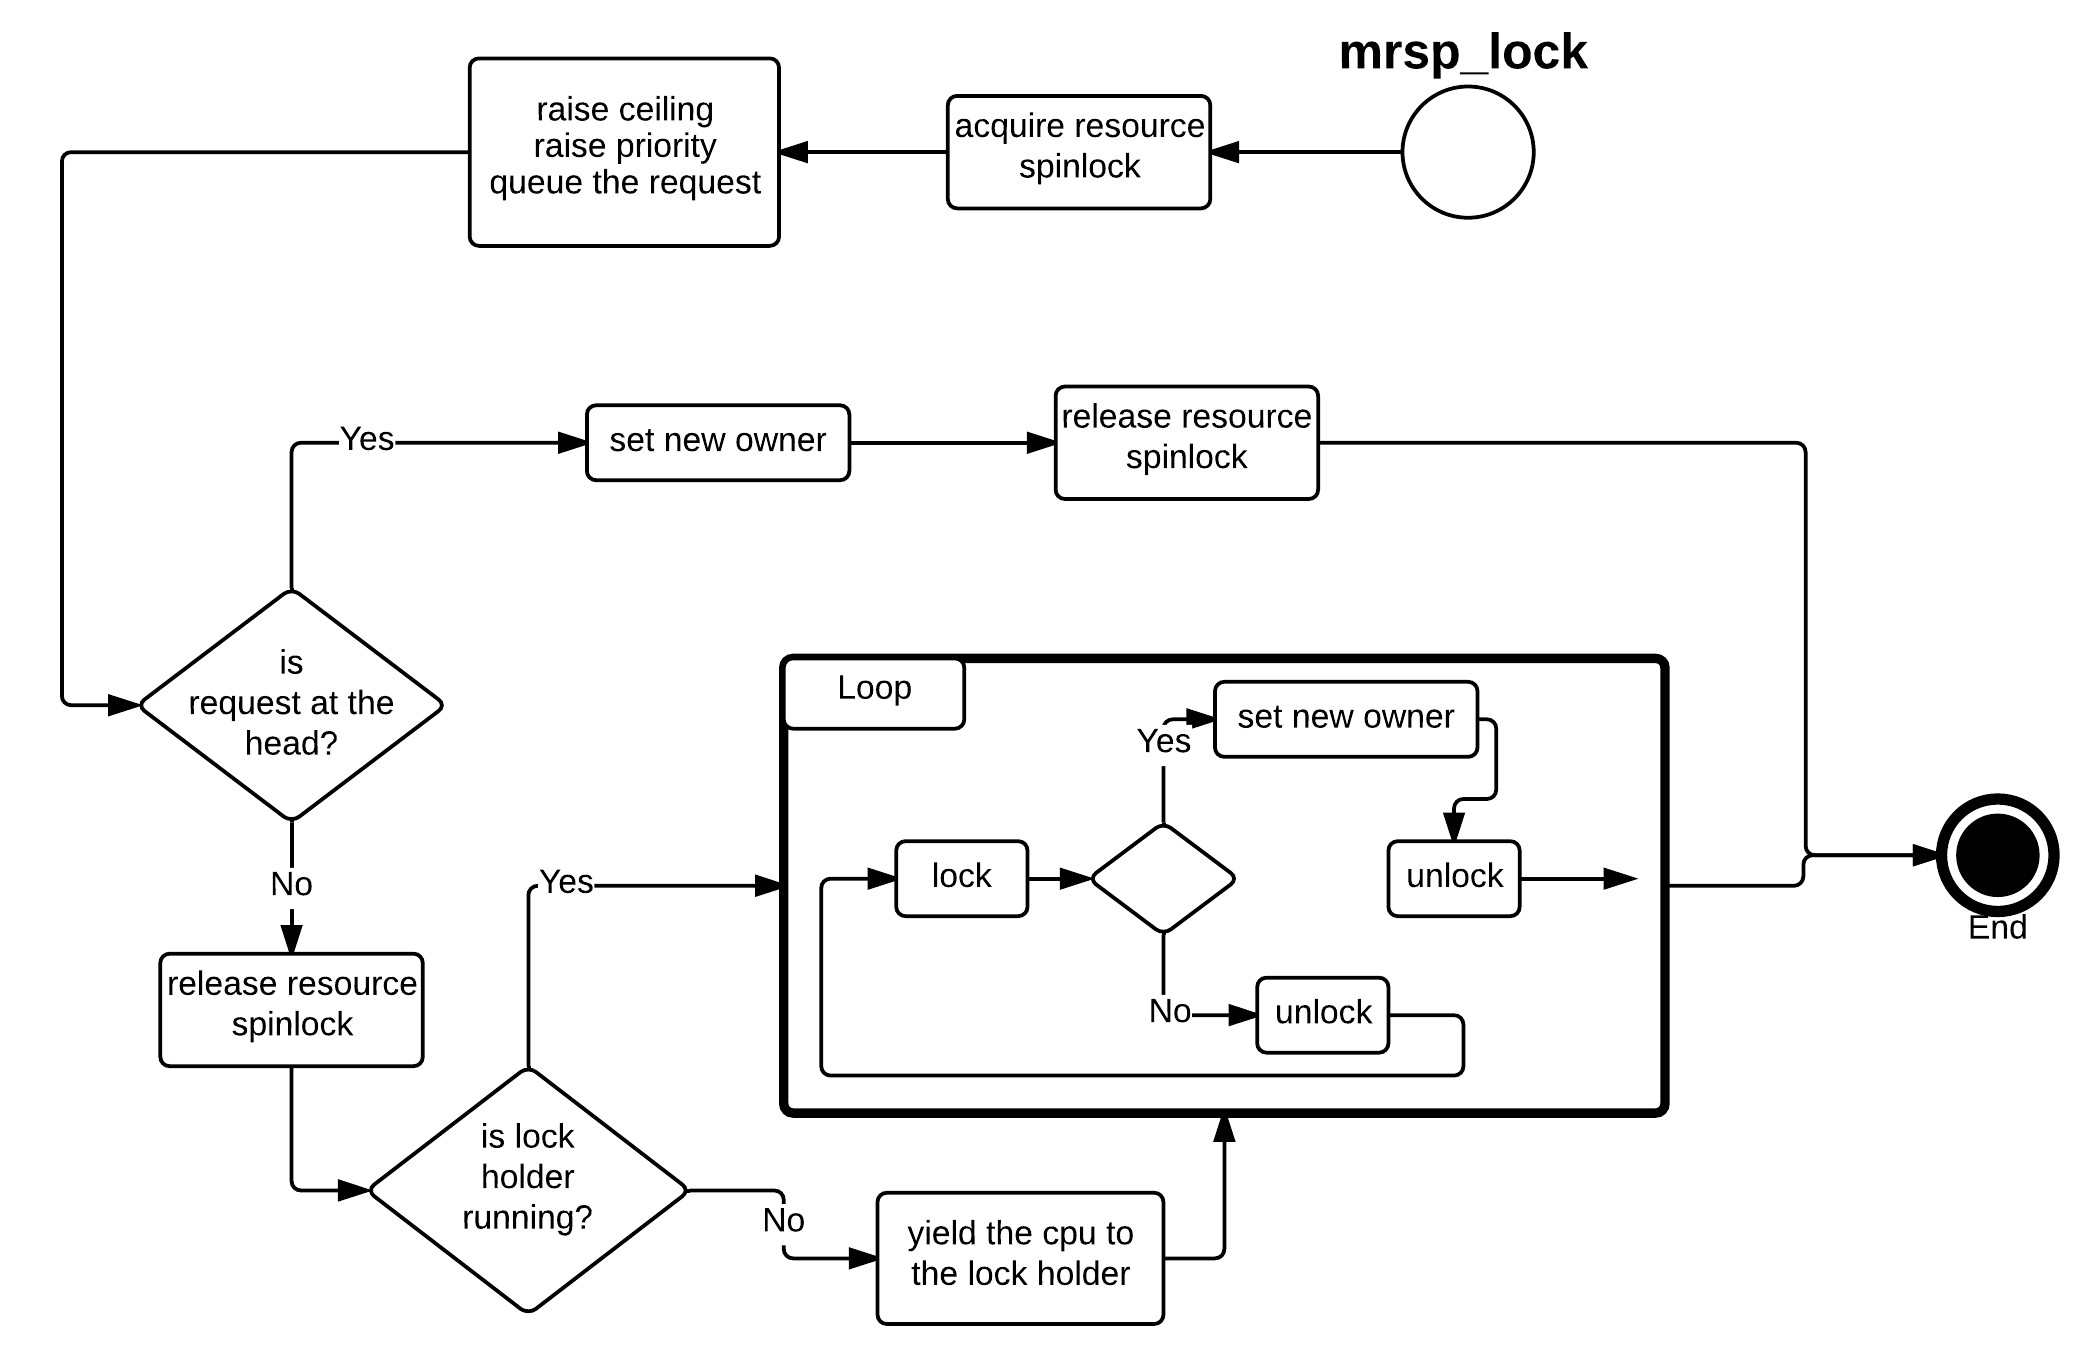 mrsp_lock
acquire resource
spinlock
raise ceiling
raise priority
queue the request
Yes
set new owner
release resource
spinlock
is
request at the
head?
No
release resource
spinlock
is lock
holder
running?
Yes
No
yield the cpu to
the lock holder
Loop
lock
Yes
set new owner
unlock
No
unlock
End